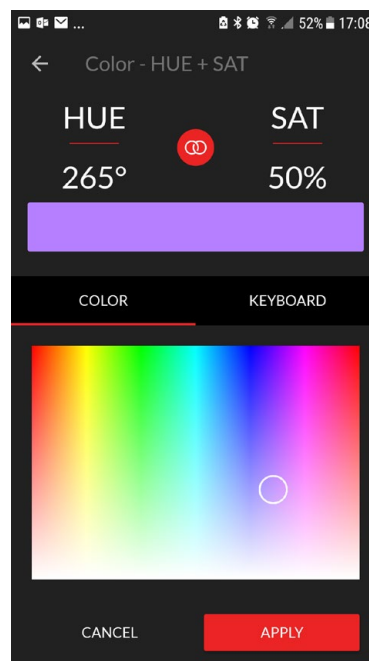 ... 52% 17:08
Color - HUE + SAT
HUE SAT
265° 50%
COLOR KEYBOARD
CANCEL APPLY